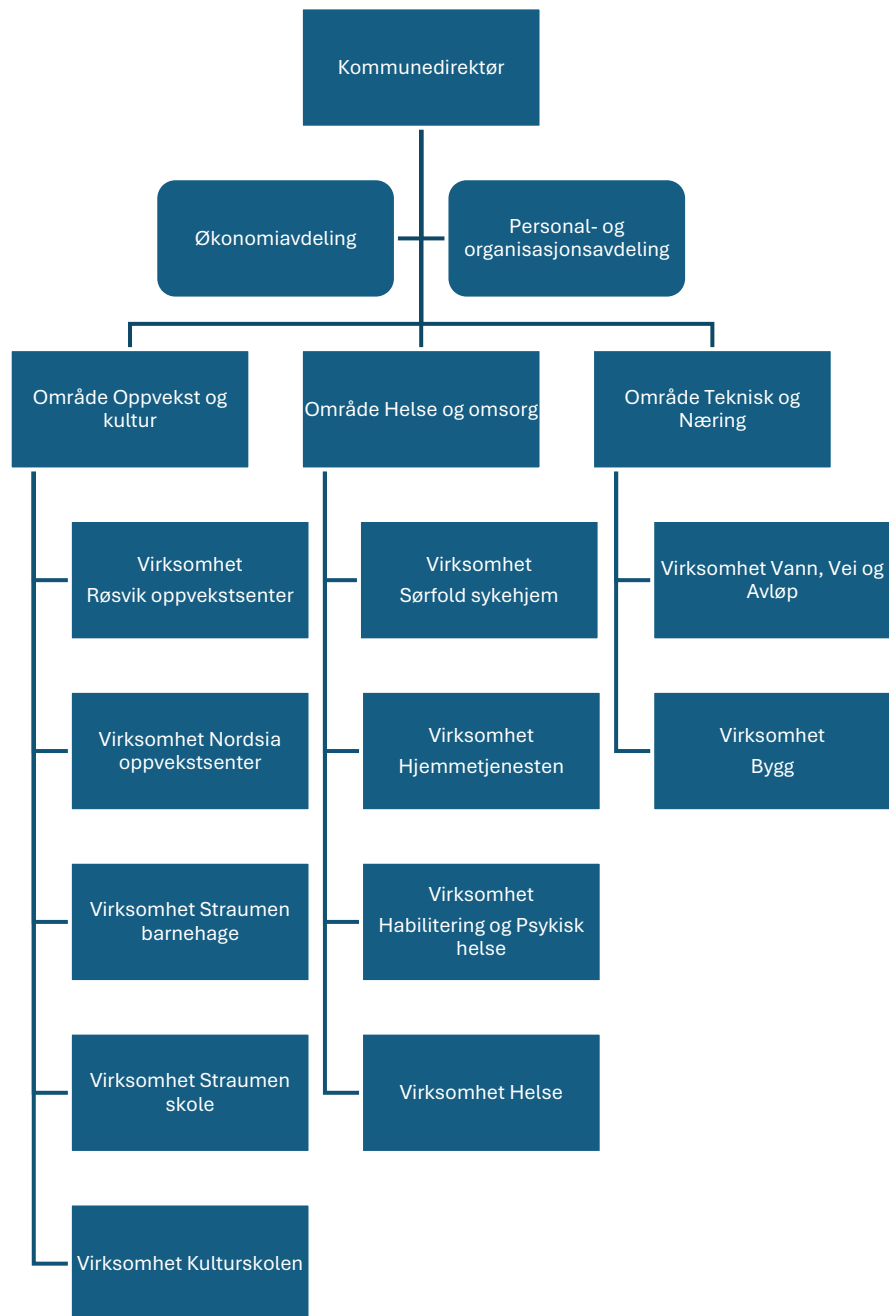 Kommunedirektør
Økonomiavdeling
Personal- og
organisasjonsavdeling
Område Oppvekst og
kultur
Område Helse og omsorg
Område Teknisk og
Næring
Virksomhet
Røsvik oppvekstsenter
Virksomhet
Sørfold sykehjem
Virksomhet Vann, Vei og
Avløp
Virksomhet Nordsia
oppvekstsenter
Virksomhet
Hjemmetjenesten
Virksomhet
Bygg
Virksomhet Straumen
barnehage
Virksomhet
Habilitering og Psykisk
helse
Virksomhet Straumen
skole
Virksomhet Helse
Virksomhet Kulturskolen